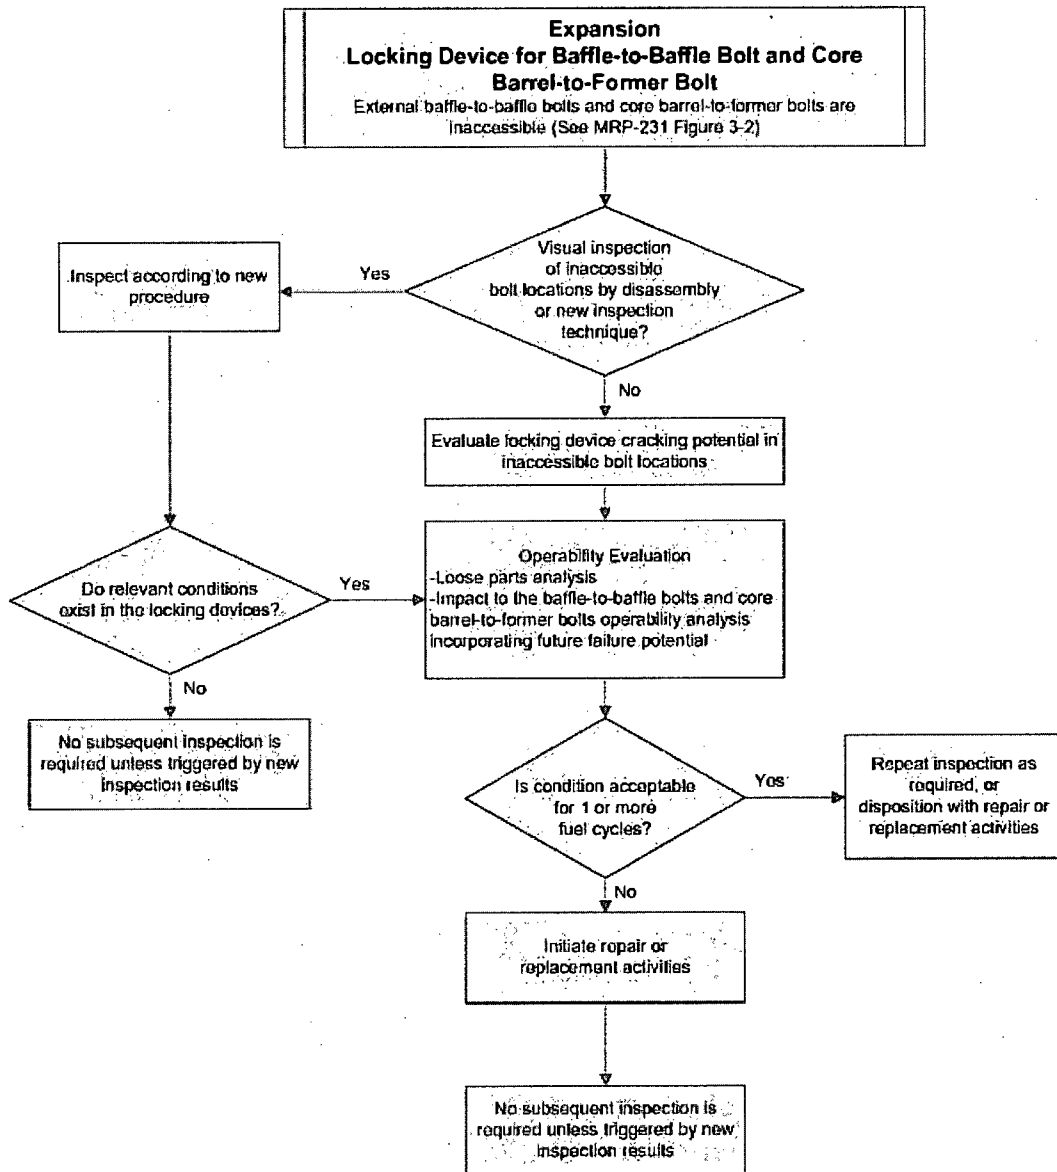 Expansion
Locking Device for Baffle-to-Baffle Bolt and Core
Barrel-to-Former Bolt
External baffle-to-baffle bolts and core barrel-to-former bolts are
inaccessible (See MRP-231 Figure 3-2)
Visual inspection
of inaccessible
bolt locations by disassembly
or new inspection
technique?
Yes
Inspect according to new
procedure
No
Evaluate locking device cracking potential in
inaccessible bolt locations
Do relevant conditions
exist in the locking devices?
Yes
Operability Evaluation
-Loose parts analysis
-Impact to the baffle-to-baffle bolts and core
barrel-to-former bolts operability analysis
incorporating future failure potential
No
No subsequent inspection is
required unless triggered by new
inspection results
Is condition acceptable
for 1 or more
fuel cycles?
Yes
Repeat inspection as
required, or
disposition with repair or
replacement activities
No
Initiate repair or
replacement activities
No subsequent inspection is
required unless triggered by new
inspection results